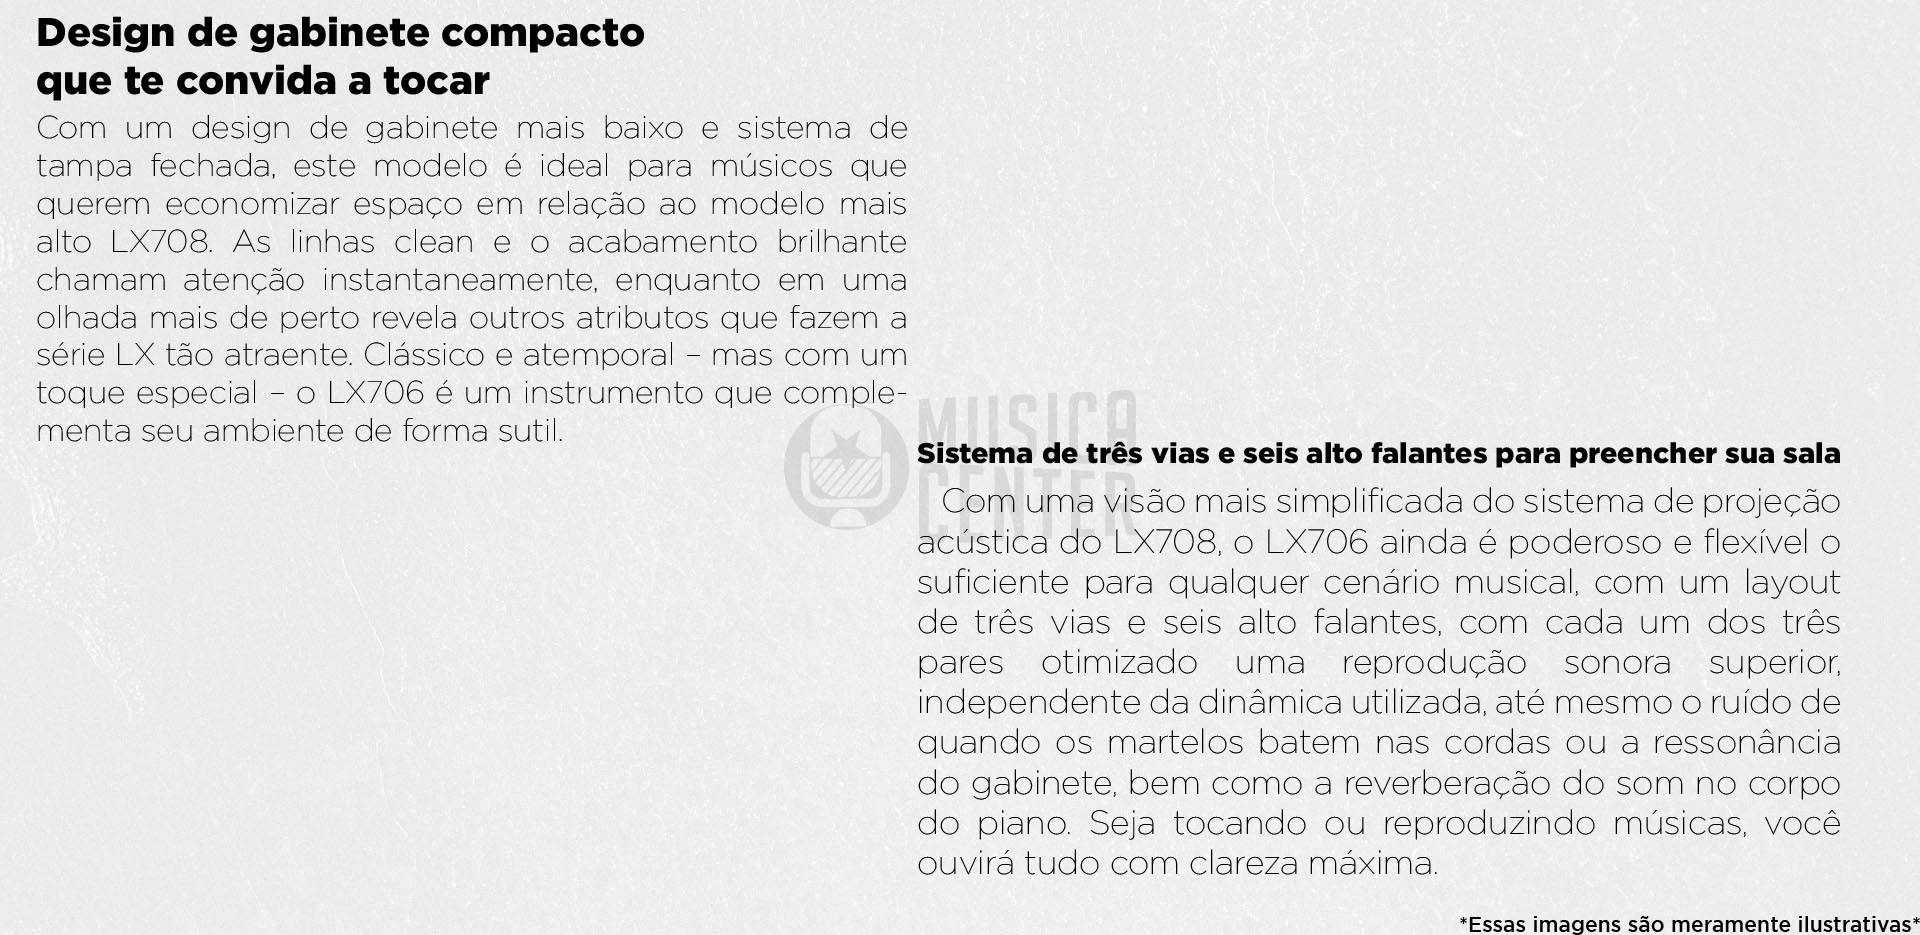 Design de gabinete compacto
que te convida a tocar
Com um design de gabinete mais baixo e sistema de
tampa fechada, este modelo é ideal para músicos que
querem economizar espaço em relação ao modelo mais
alto LX708. As linhas clean e o acabamento brilhante
chamam atenção instantaneamente, enquanto em uma
olhada mais de perto revela outros atributos que fazem a
série LX tão atraente. Clássico e atemporal – mas com um
toque especial – o LX706 é um instrumento que comple-
menta seu ambiente de forma sutil.
MUSICA
CENTER
Sistema de três vias e seis alto falantes para preencher sua sala
Com uma visão mais simplificada do sistema de projeção
acústica do LX708, o LX706 ainda é poderoso e flexível o
suficiente para qualquer cenário musical, com um layout
de três vias e seis alto falantes, com cada um dos três
pares otimizado uma reprodução sonora superior,
independente da dinâmica utilizada, até mesmo o ruído de
quando os martelos batem nas cordas ou a ressonância
do gabinete, bem como a reverberação do som no corpo
do piano. Seja tocando ou reproduzindo músicas, você
ouvirá tudo com clareza máxima.
*Essas imagens são meramente ilustrativas*